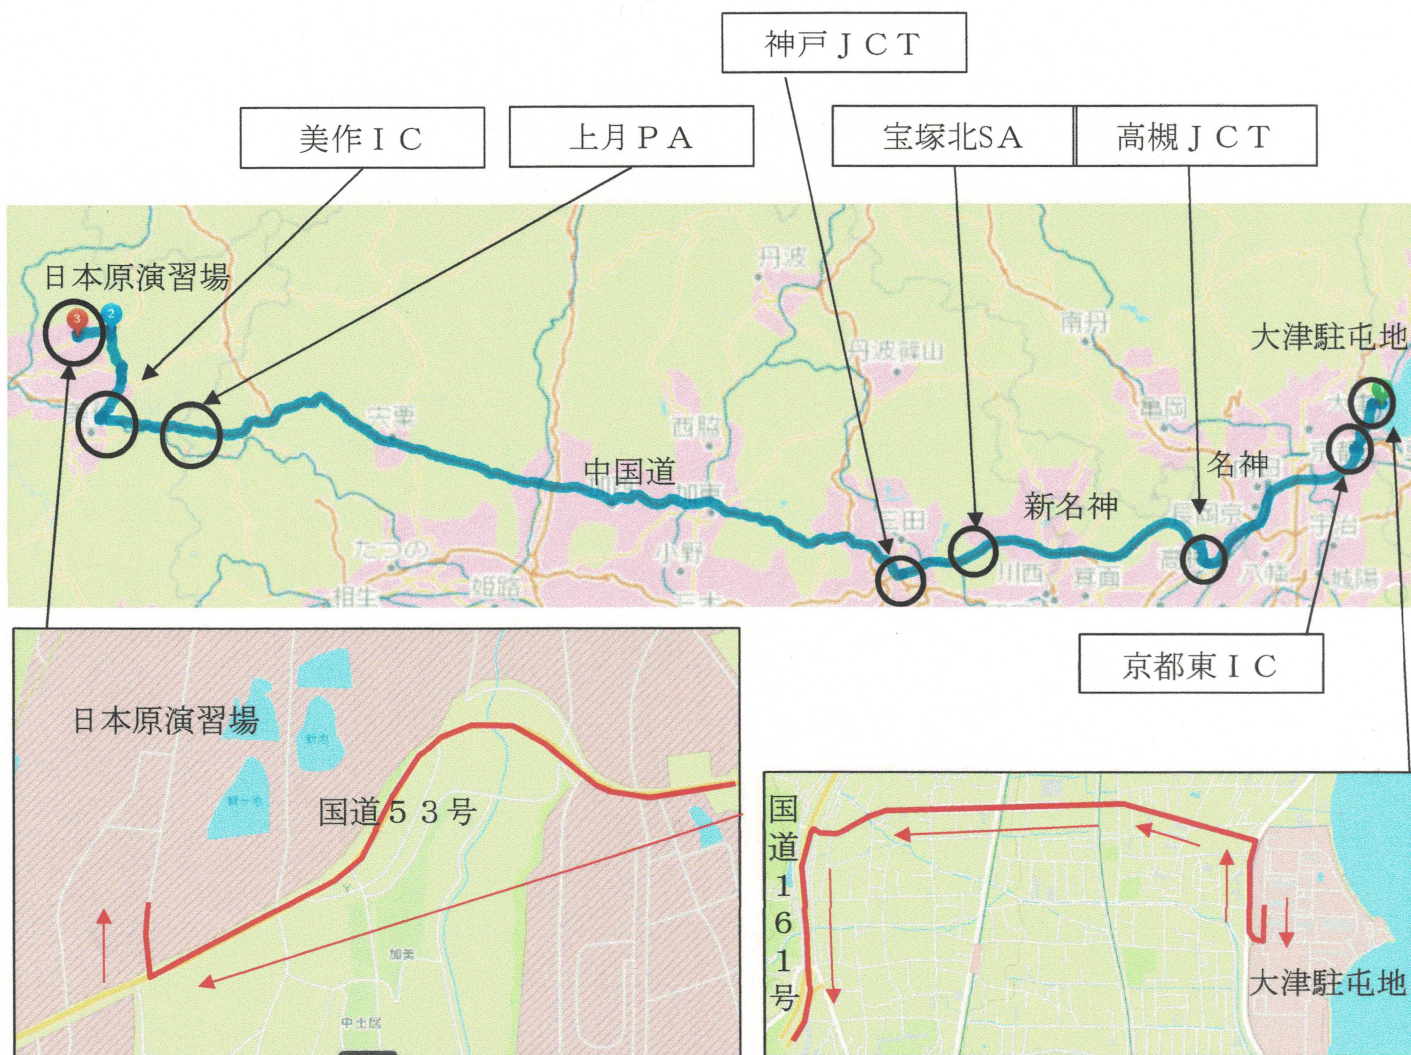 神戸ＪＣＴ
美作ＩＣ
上月ＰＡ
宝塚北SA
高槻ＪＣＴ
日本原演習場
3
2
丹波
南丹
大津駐屯地
丹波篠山
亀岡
宍粟
西脇
中国道
加東
名神
新名神
三田
長岡京
宇治
たつの
小野
川西
箕面
八幡
城陽
相生
姫路
三木
京都東ＩＣ
日本原演習場
新池
国道５３号
加美
中土居
国道１６１号
大津駐屯地